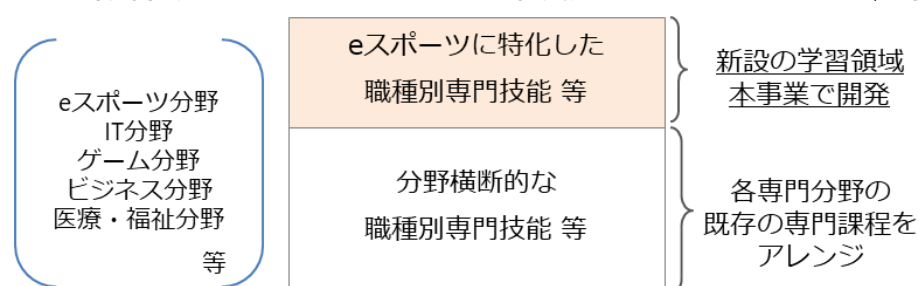 eスポーツ分野
IT分野
ゲーム分野
ビジネス分野
医療・福祉分野
等
eスポーツに特化した
職種別専門技能 等
分野横断的な
職種別専門技能 等
新設の学習領域
本事業で開発
各専門分野の
既存の専門課程を
アレンジ